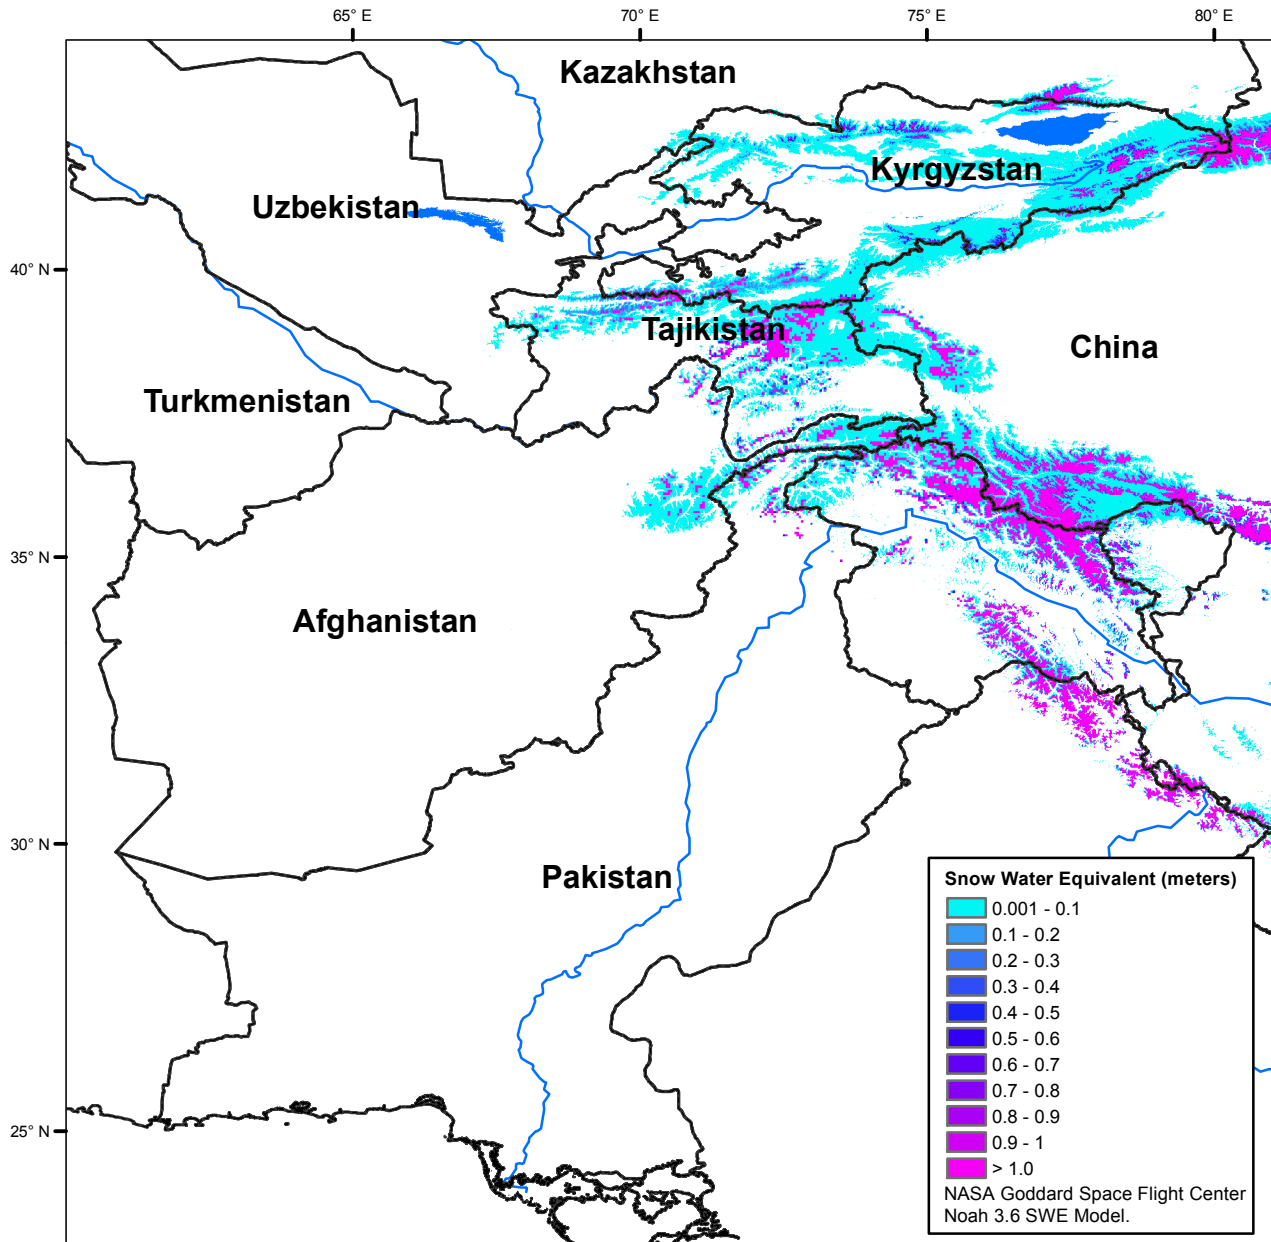 65° E
70° E
75° E
80° E
Kazakhstan
Kyrgyzstan
Uzbekistan
40° N
Tajikistan
China
Turkmenistan
35° N
Afghanistan
30° N
Pakistan
Snow Water Equivalent (meters)
0.001 - 0.1
0.1 - 0.2
0.2 - 0.3
0.3 - 0.4
0.4 - 0.5
0.5 - 0.6
0.6 - 0.7
0.7 - 0.8
0.8 - 0.9
0.9 - 1
> 1.0
NASA Goddard Space Flight Center
Noah 3.6 SWE Model.
25° N